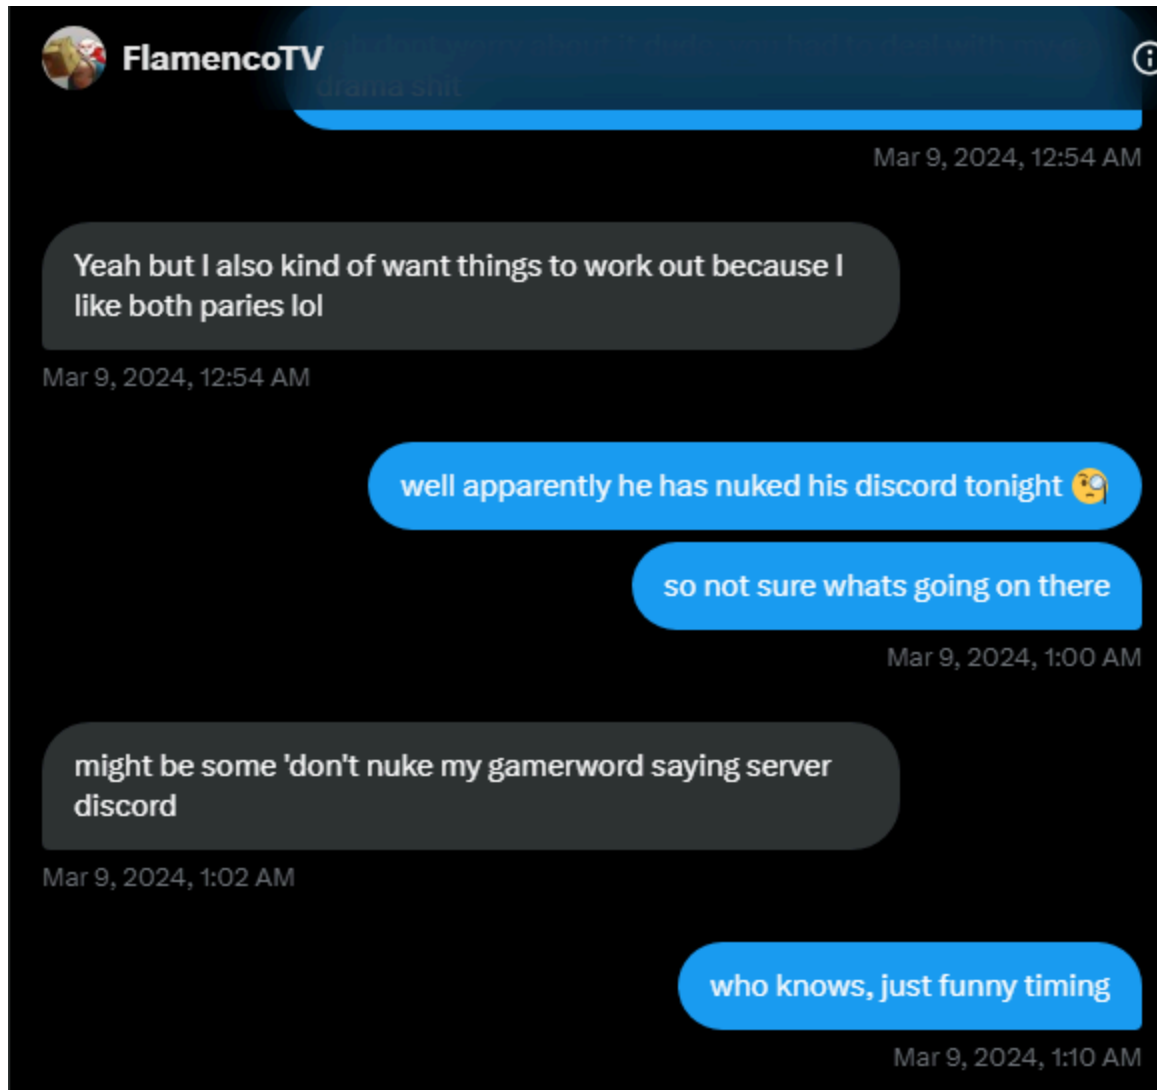 FlamencoTV
drama shit
Mar 9, 2024, 12:54 AM
Yeah but I also kind of want things to work out because I
like both paries lol
Mar 9, 2024, 12:54 AM
well apparently he has nuked his discord tonight 🧐
so not sure whats going on there
Mar 9, 2024, 1:00 AM
might be some 'don't nuke my gamerword saying server
discord
Mar 9, 2024, 1:02 AM
who knows, just funny timing
Mar 9, 2024, 1:10 AM